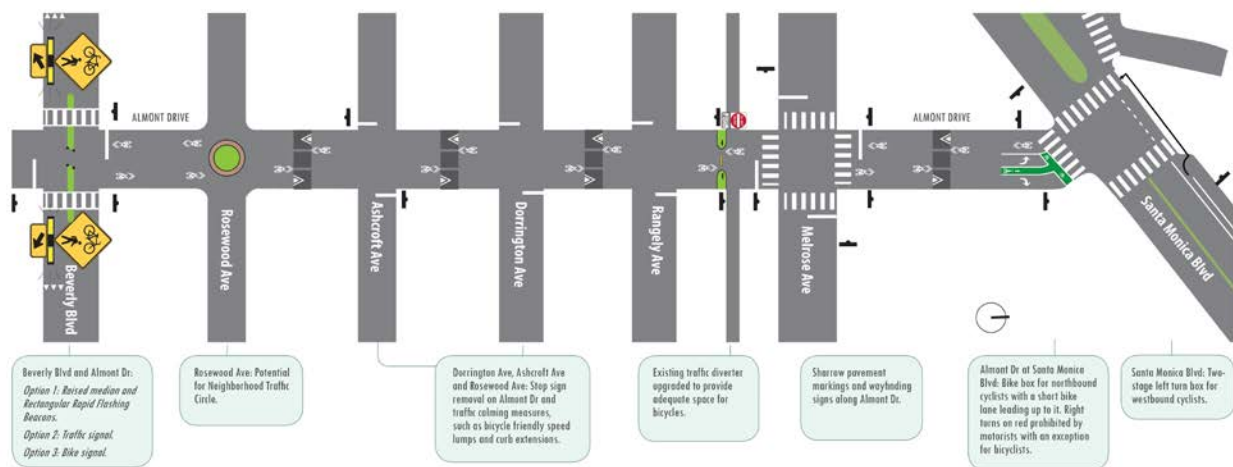 ALMONT DRIVE
ALMONT DRIVE
Beverly Blvd
Rosewood Ave
Ashcroft Ave
Dorrington Ave
Rangely Ave
Melrose Ave
Santa Monica Blvd
Beverly Blvd and Almont Dr:
Option 1: Raised median and
Rectangular Rapid Flashing
Beacons.
Option 2: Traffic signal.
Option 3: Bike signal.
Rosewood Ave: Potential
for Neighborhood Traffic
Circle.
Dorrington Ave, Ashcroft Ave
and Rosewood Ave: Stop sign
removal on Almont Dr and
traffic calming measures,
such as bicycle friendly speed
lumps and curb extensions.
Existing traffic diverter
upgraded to provide
adequate space for
bicycles.
Sharrow pavement
markings and wayfinding
signs along Almont Dr.
Almont Dr at Santa Monica
Blvd: Bike box for northbound
cyclists with a short bike
lane leading up to it. Right
turns on red prohibited by
motorists with an exception
for bicyclists.
Santa Monica Blvd: Two-
stage left turn box for
westbound cyclists.